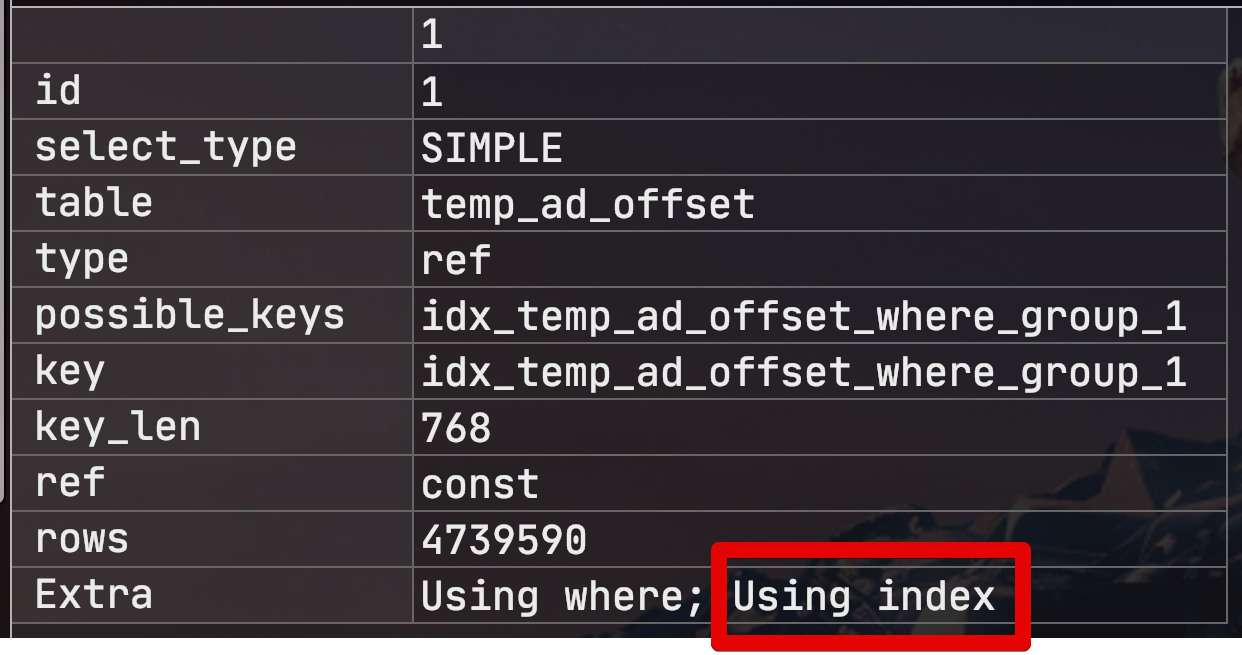 1
id 1
select_type SIMPLE
table temp_ad_offset
type ref
possible_keys idx_temp_ad_offset_where_group_1
key idx_temp_ad_offset_where_group_1
key_len 768
ref const
rows 4739590
Extra Using where; Using index